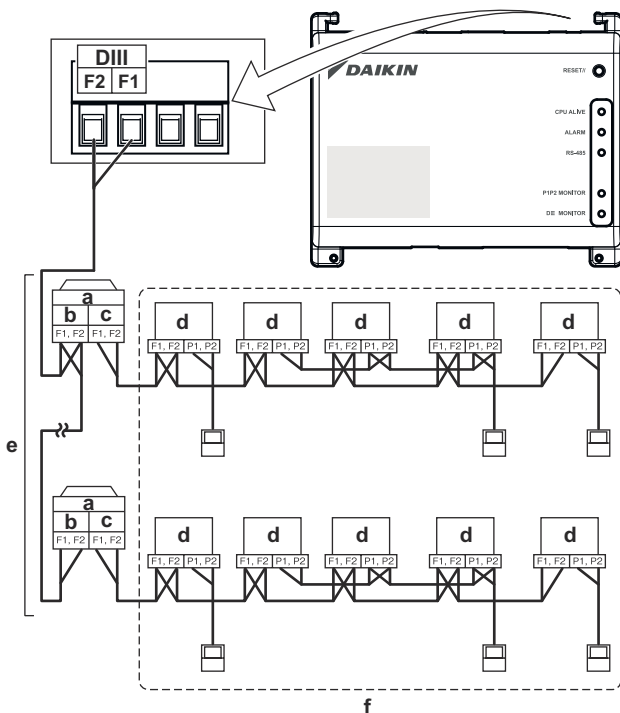 DIII
F2 F1
DAIKIN
RESET//
CPU ALIVE
ALARM
RS-485
P1P2 MONITOR
DIII MONITOR
a
b c
F1, F2 F1, F2
d d d d d
F1, F2 P1, P2 F1, F2 P1, P2 F1, F2 P1, P2 F1, F2 P1, P2 F1, F2 P1, P2
e
a
b c
F1, F2 F1, F2
d d d d d
F1, F2 P1, P2 F1, F2 P1, P2 F1, F2 P1, P2 F1, F2 P1, P2 F1, F2 P1, P2
f